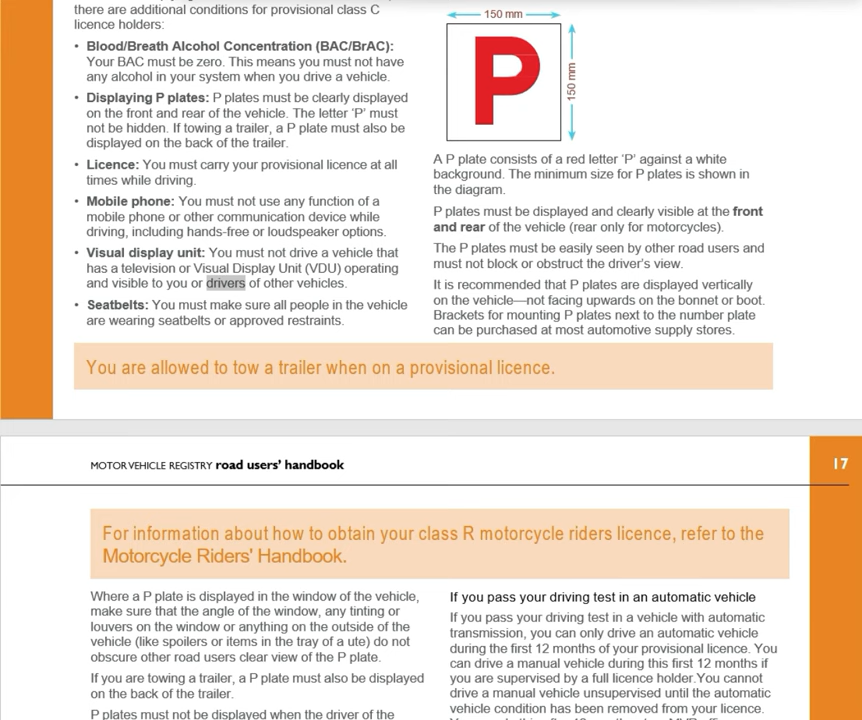 there are additional conditions for provisional class C
licence holders:
• Blood/Breath Alcohol Concentration (BAC/BrAC):
Your BAC must be zero. This means you must not have
any alcohol in your system when you drive a vehicle.
• Displaying P plates: P plates must be clearly displayed
on the front and rear of the vehicle. The letter ‘P’ must
not be hidden. If towing a trailer, a P plate must also be
displayed on the back of the trailer.
• Licence: You must carry your provisional licence at all
times while driving.
• Mobile phone: You must not use any function of a
mobile phone or other communication device while
driving, including hands-free or loudspeaker options.
• Visual display unit: You must not drive a vehicle that
has a television or Visual Display Unit (VDU) operating
and visible to you or drivers of other vehicles.
• Seatbelts: You must make sure all people in the vehicle
are wearing seatbelts or approved restraints.
150 mm
P
150 mm
A P plate consists of a red letter ‘P’ against a white
background. The minimum size for P plates is shown in
the diagram.
P plates must be displayed and clearly visible at the front
and rear of the vehicle (rear only for motorcycles).
The P plates must be easily seen by other road users and
must not block or obstruct the driver’s view.
It is recommended that P plates are displayed vertically
on the vehicle—not facing upwards on the bonnet or boot.
Brackets for mounting P plates next to the number plate
can be purchased at most automotive supply stores.
You are allowed to tow a trailer when on a provisional licence.
MOTOR VEHICLE REGISTRY road users’ handbook
17
For information about how to obtain your class R motorcycle riders licence, refer to the
Motorcycle Riders’ Handbook.
Where a P plate is displayed in the window of the vehicle,
make sure that the angle of the window, any tinting or
louvers on the window or anything on the outside of the
vehicle (like spoilers or items in the tray of a ute) do not
obscure other road users clear view of the P plate.
If you are towing a trailer, a P plate must also be displayed
on the back of the trailer.
P plates must not be displayed when the driver of the
If you pass your driving test in an automatic vehicle
If you pass your driving test in a vehicle with automatic
transmission, you can only drive an automatic vehicle
during the first 12 months of your provisional licence. You
can drive a manual vehicle during this first 12 months if
you are supervised by a full licence holder.You cannot
drive a manual vehicle unsupervised until the automatic
vehicle condition has been removed from your licence.